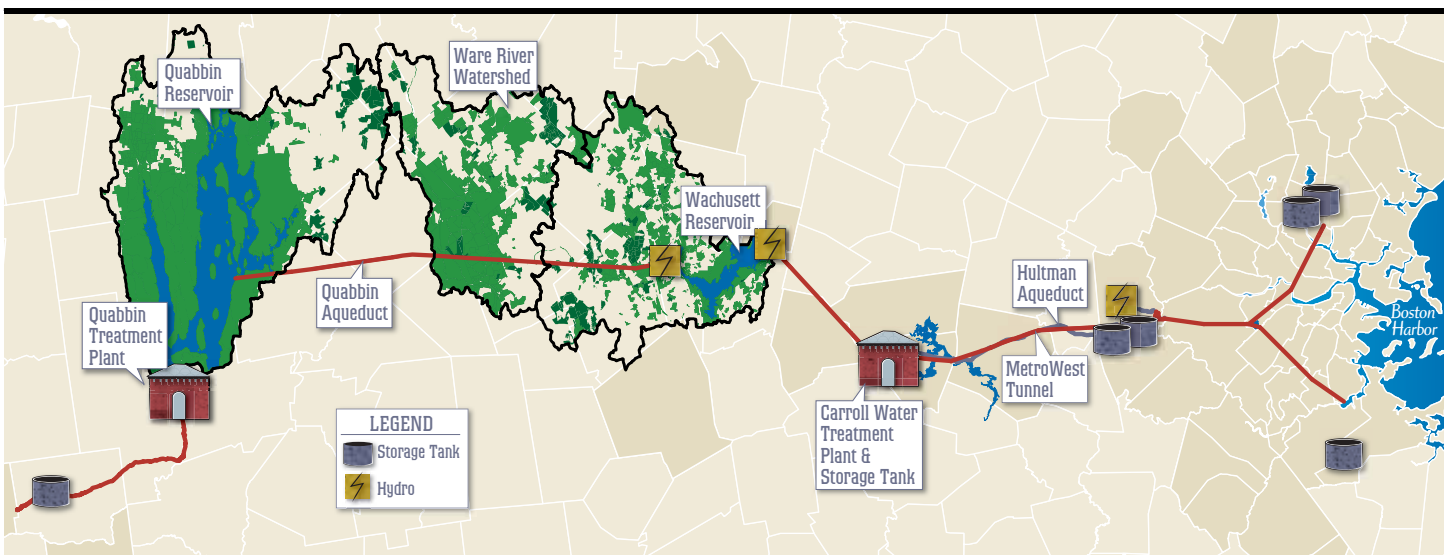 Quabbin
Reservoir
Ware River
Watershed
Wachusett
Reservoir
Quabbin
Aqueduct
Quabbin
Treatment
Plant
Hultman
Aqueduct
Boston
Harbor
MetroWest
Tunnel
Carroll Water
Treatment
Plant &
Storage Tank
LEGEND
Storage Tank
Hydro